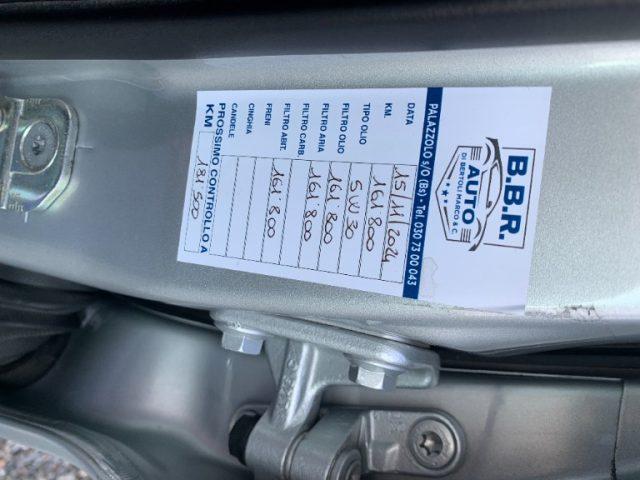 B.B.R.
AUTO
DI BERTOLI MARCO & C.
PALAZZOLO s/O (Bs) - Tel. 030 73 00 043
DATA 15/11/2024
KM. 161'800
TIPO OLIO 5W30
FILTRO OLIO 161'800
FILTRO ARIA 161'800
FILTRO CARB.
FILTRO ABIT. 161'800
FRENI
CINGHIA
CANDELE
PROSSIMO CONTROLLO A
KM 181'500